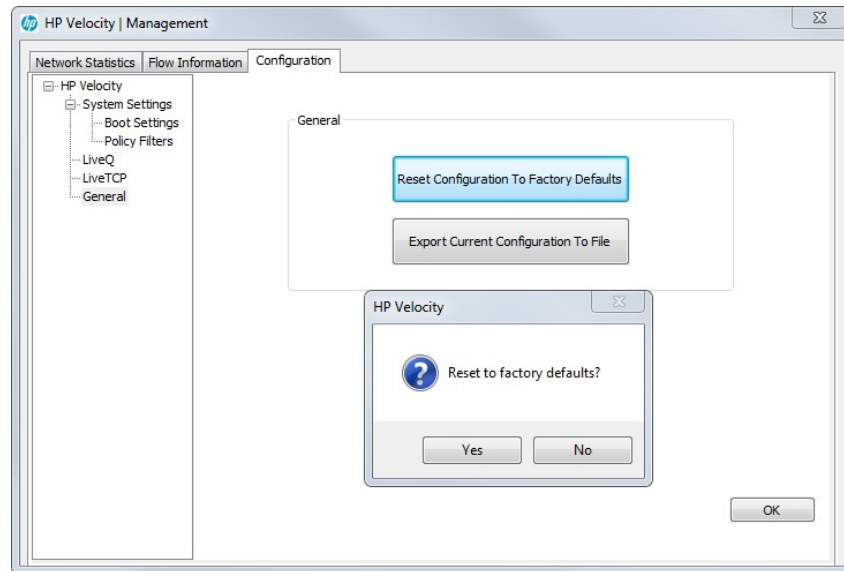 hp HP Velocity | Management
Network Statistics Flow Information Configuration
HP Velocity
System Settings
Boot Settings
Policy Filters
LiveQ
LiveTCP
General
General
Reset Configuration To Factory Defaults
Export Current Configuration To File
HP Velocity
? Reset to factory defaults?
Yes No
OK